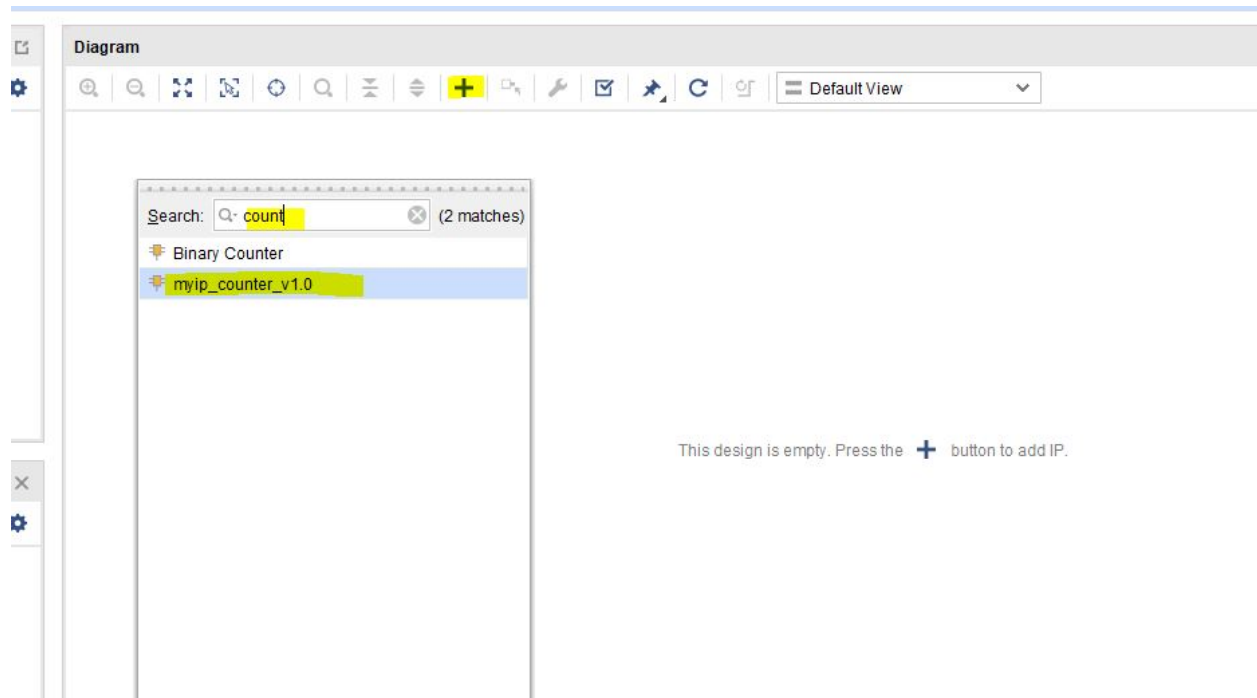 Diagram
Default View
Search: count (2 matches)
Binary Counter
myip_counter_v1.0
This design is empty. Press the + button to add IP.